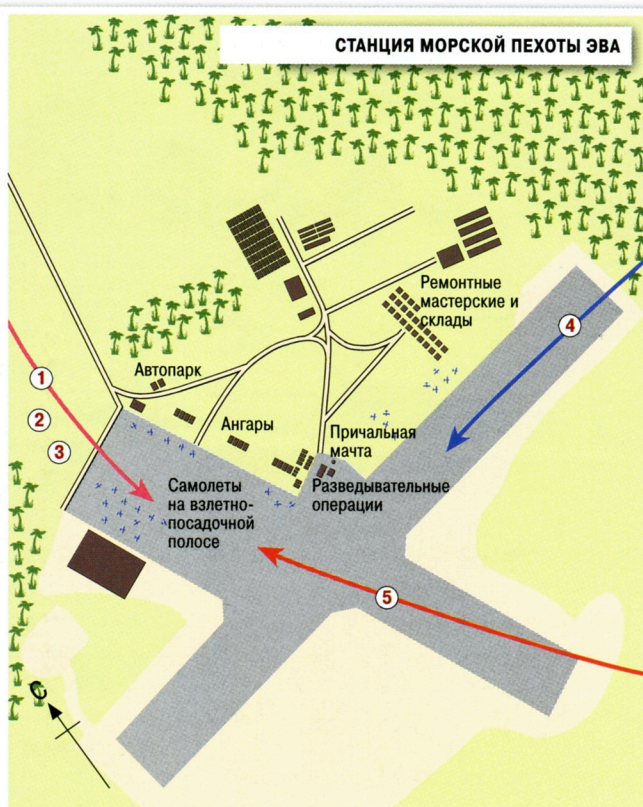 СТАНЦИЯ МОРСКОЙ ПЕХОТЫ ЭВА
Ремонтные
мастерские и
склады
4
1
Автопарк
2
Ангары
3
Причальная
мачта
Самолеты
на взлетно-
посадочной
полосе
Разведывательные
операции
5
С